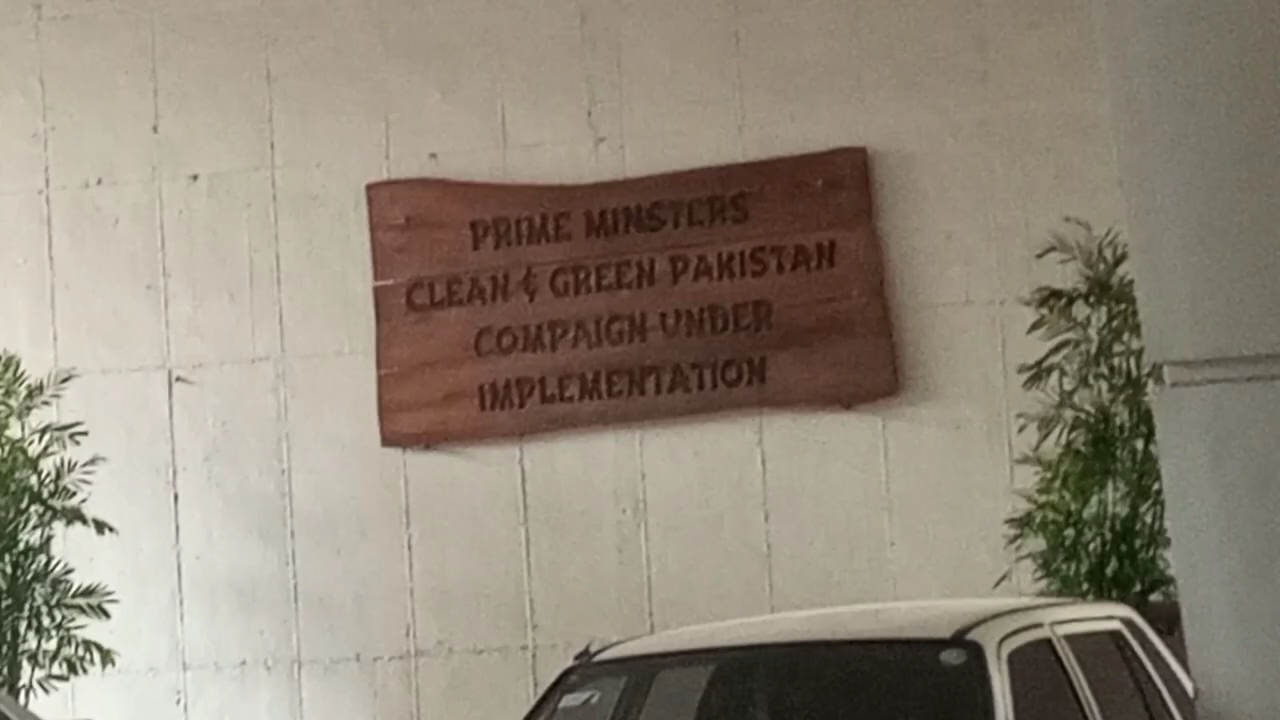 PRIME MINSTERS
CLEAN & GREEN PAKISTAN
COMPAIGN UNDER
IMPLEMENTATION